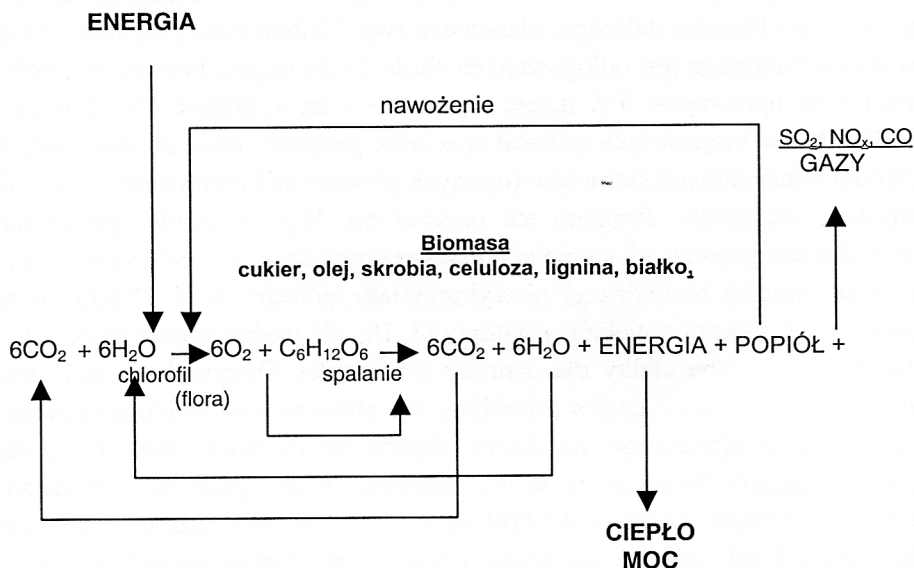 ENERGIA
nawożenie
SO₂, NOₓ, CO
GAZY
Biomasa
cukier, olej, skrobia, celuloza, lignina, białko,
6CO₂ + 6H₂O → 6O₂ + C₆H₁₂O₆ → 6CO₂ + 6H₂O + ENERGIA + POPIÓŁ +
chlorofil spalanie
(flora)
CIEPŁO
MOC